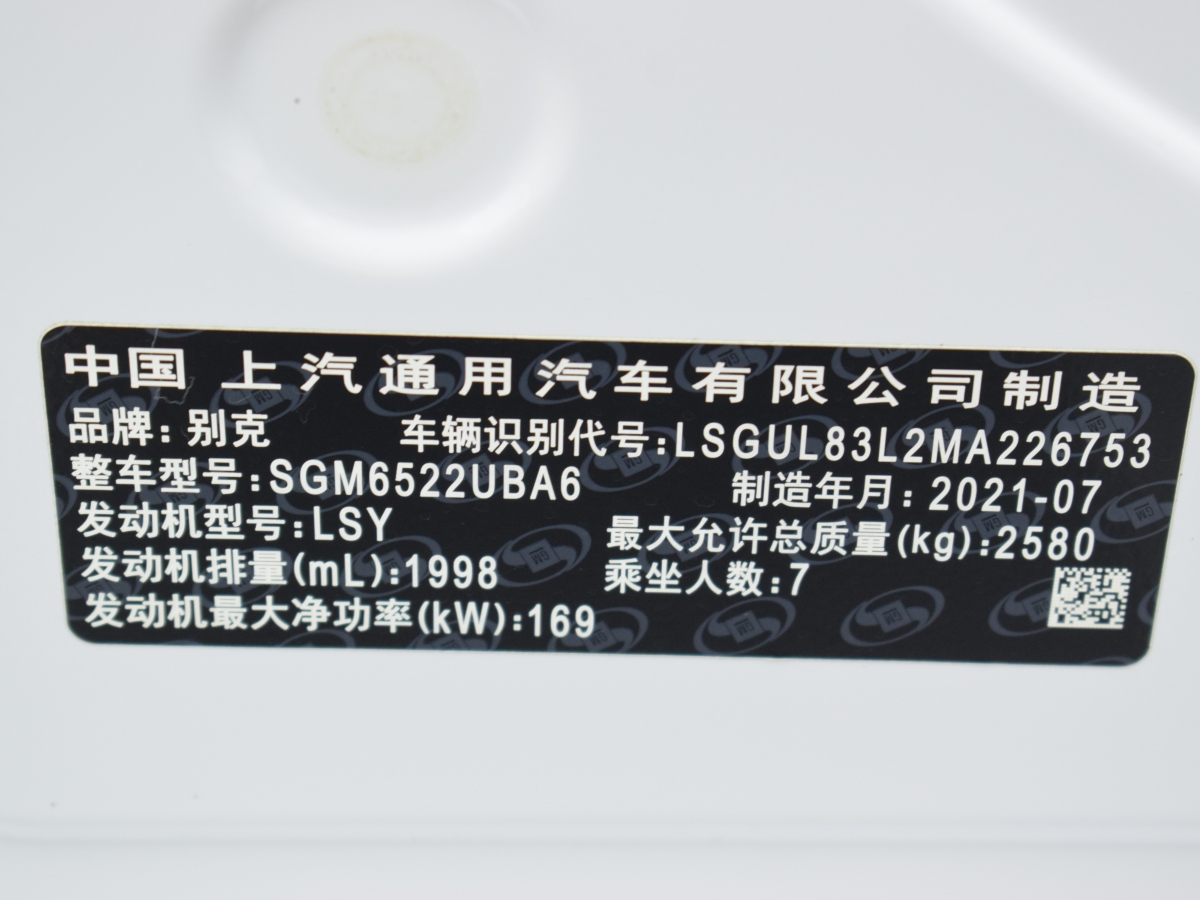 中国 上汽通用汽车有限公司制造
品牌: 别克 车辆识别代号:LSGUL83L2MA226753
整车型号:SGM6522UBA6 制造年月: 2021-07
发动机型号:LSY 最大允许总质量(kg):2580
发动机排量(mL):1998 乘坐人数:7
发动机最大净功率(kW):169